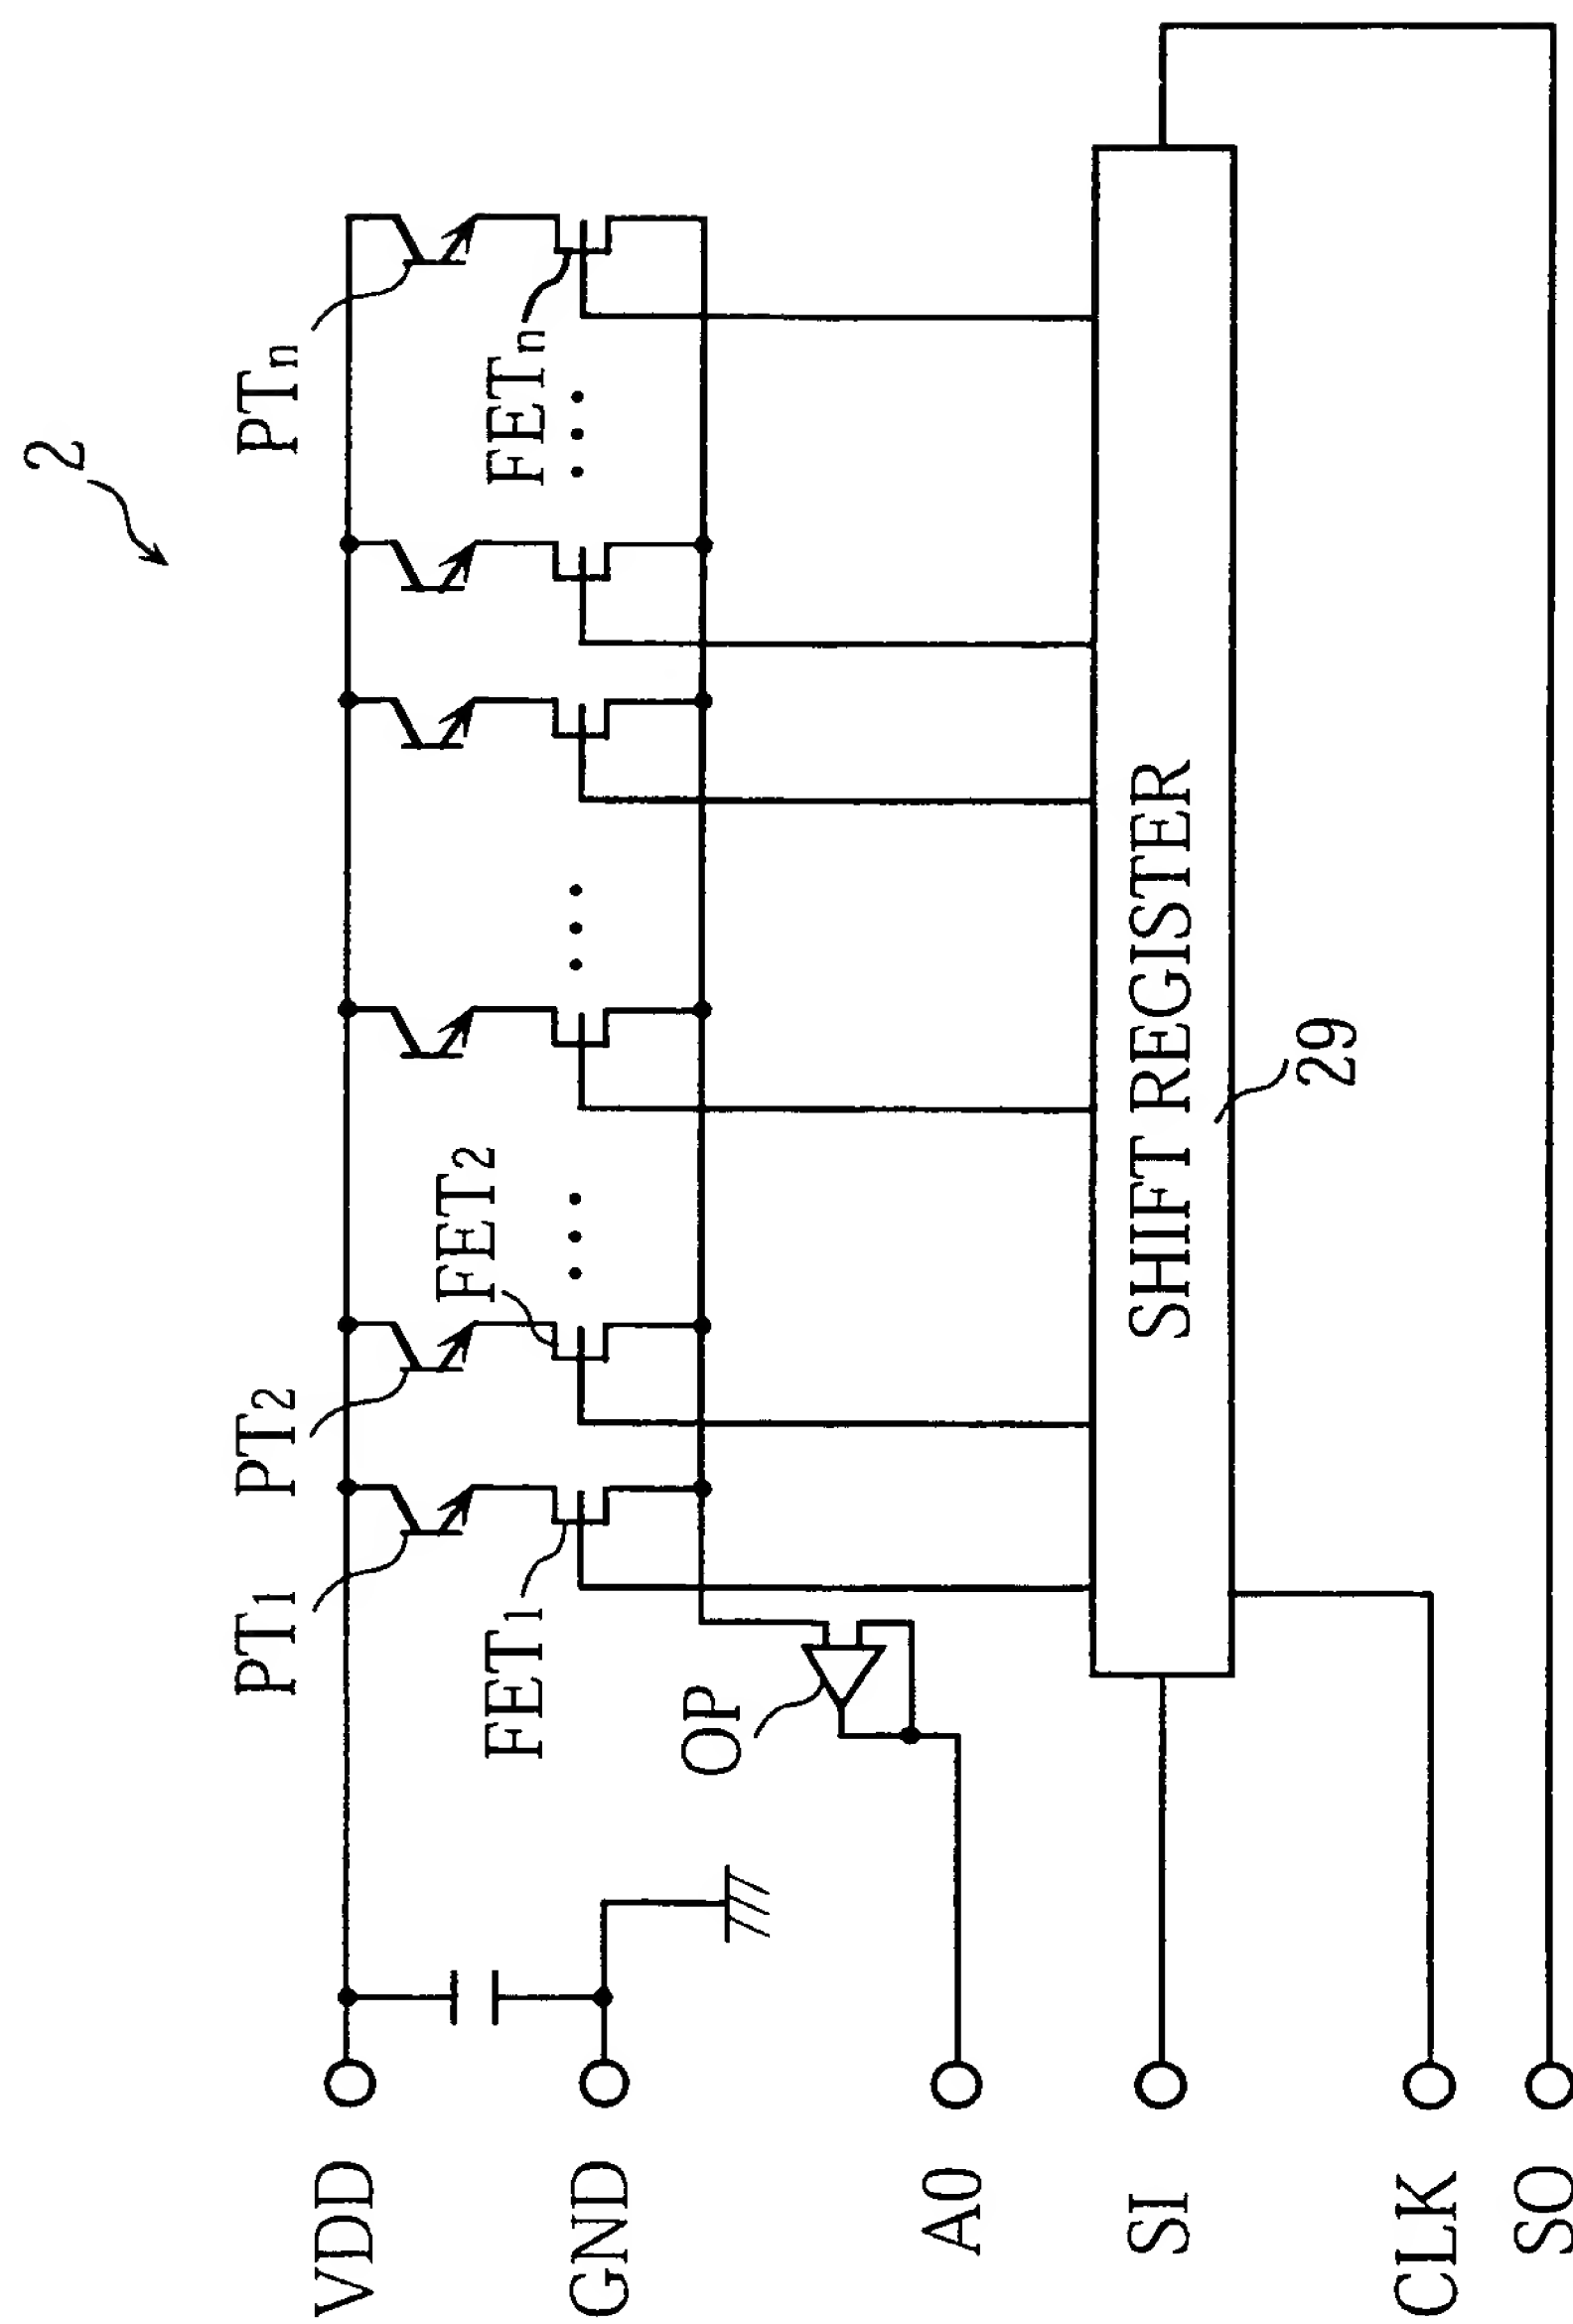 2
PT1
PT2
PTn
FET1
FET2
FETn
OP
SHIFT REGISTER
29
VDD
GND
A0
SI
CLK
SO